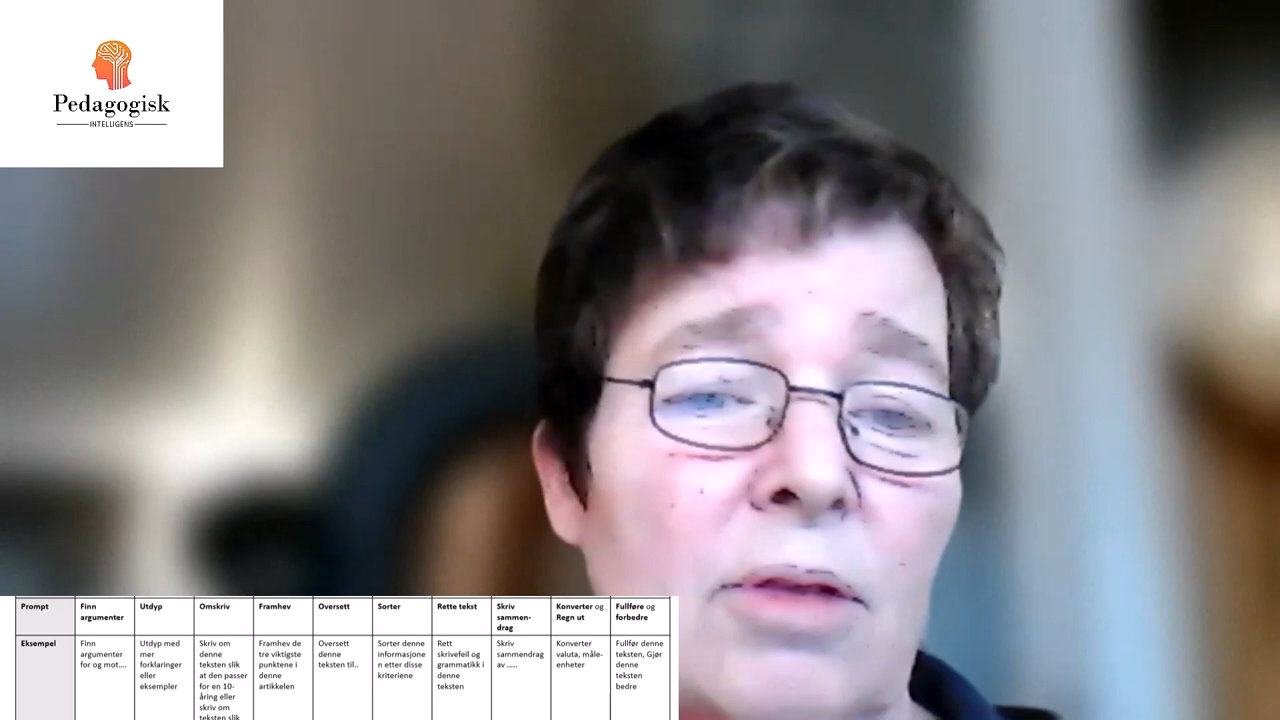 Pedagogisk
INTELLIGENS
Prompt
Finn
argumenter
Utdyp
Omskriv
Framhev
Oversett
Sorter
Rette tekst
Skriv
sammen-
drag
Konverter og
Regn ut
Fullføre og
forbedre
Eksempel
Finn
argumenter
for og mot....
Utdyp med
mer
forklaringer
eller
eksempler
Skriv om
denne
teksten slik
at den passer
for en 10-
åring eller
skriv om
teksten slik
Framhev de
tre viktigste
punktene i
denne
artikkelen
Oversett
denne
teksten til..
Sorter denne
informasjone
n etter disse
kriteriene
Rett
skrivefeil og
grammatikk i
denne
teksten
Skriv
sammendrag
av .....
Konverter
valuta, måle-
enheter
Fullfør denne
teksten, Gjør
denne
teksten
bedre